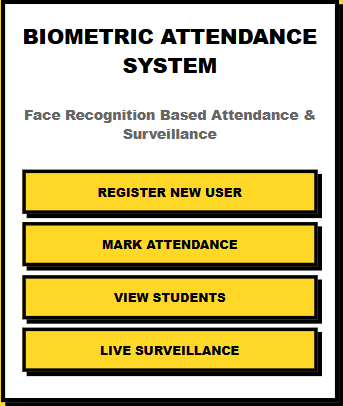 BIOMETRIC ATTENDANCE
SYSTEM
Face Recognition Based Attendance &
Surveillance
REGISTER NEW USER
MARK ATTENDANCE
VIEW STUDENTS
LIVE SURVEILLANCE